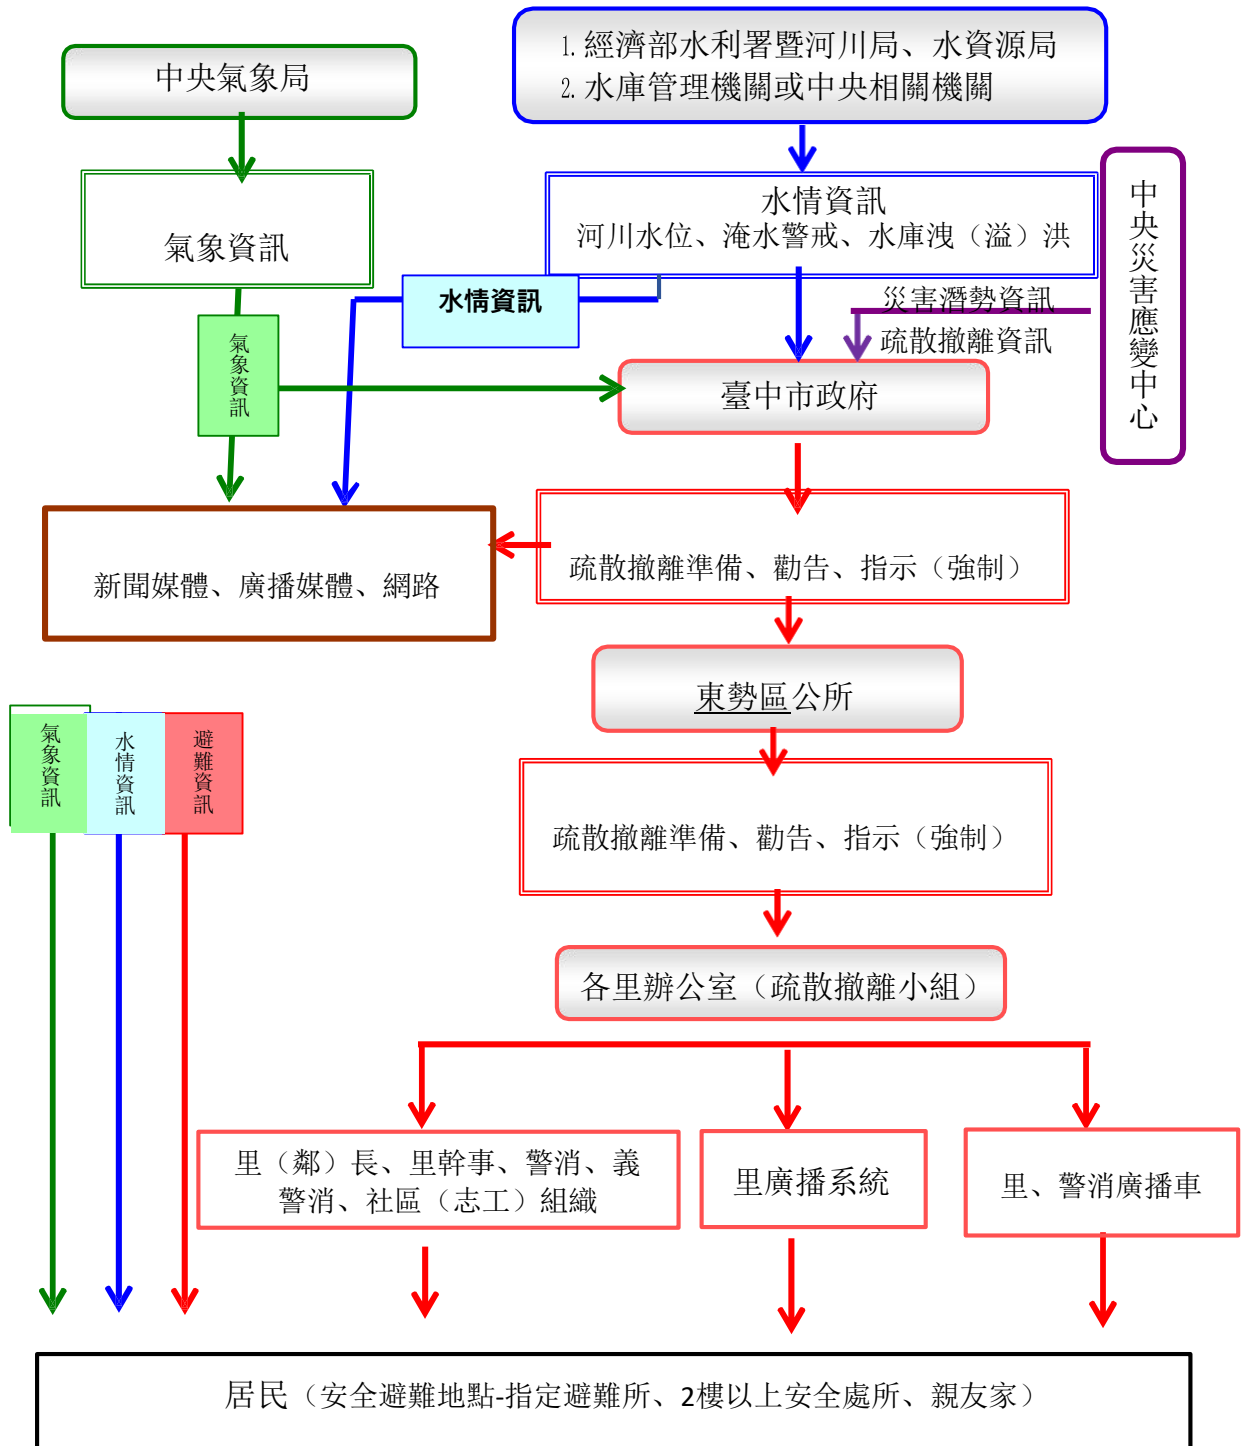 中央氣象局
1. 經濟部水利署暨河川局、水資源局
2. 水庫管理機關或中央相關機關
氣象資訊
水情資訊
河川水位、淹水警戒、水庫洩（溢）洪
中央災害應變中心
水情資訊
災害潛勢資訊
疏散撤離資訊
氣象資訊
臺中市政府
新聞媒體、廣播媒體、網路
疏散撤離準備、勸告、指示（強制）
東勢區公所
氣象資訊
水情資訊
避難資訊
疏散撤離準備、勸告、指示（強制）
各里辦公室（疏散撤離小組）
里（鄰）長、里幹事、警消、義
警消、社區（志工）組織
里廣播系統
里、警消廣播車
居民（安全避難地點-指定避難所、2樓以上安全處所、親友家）